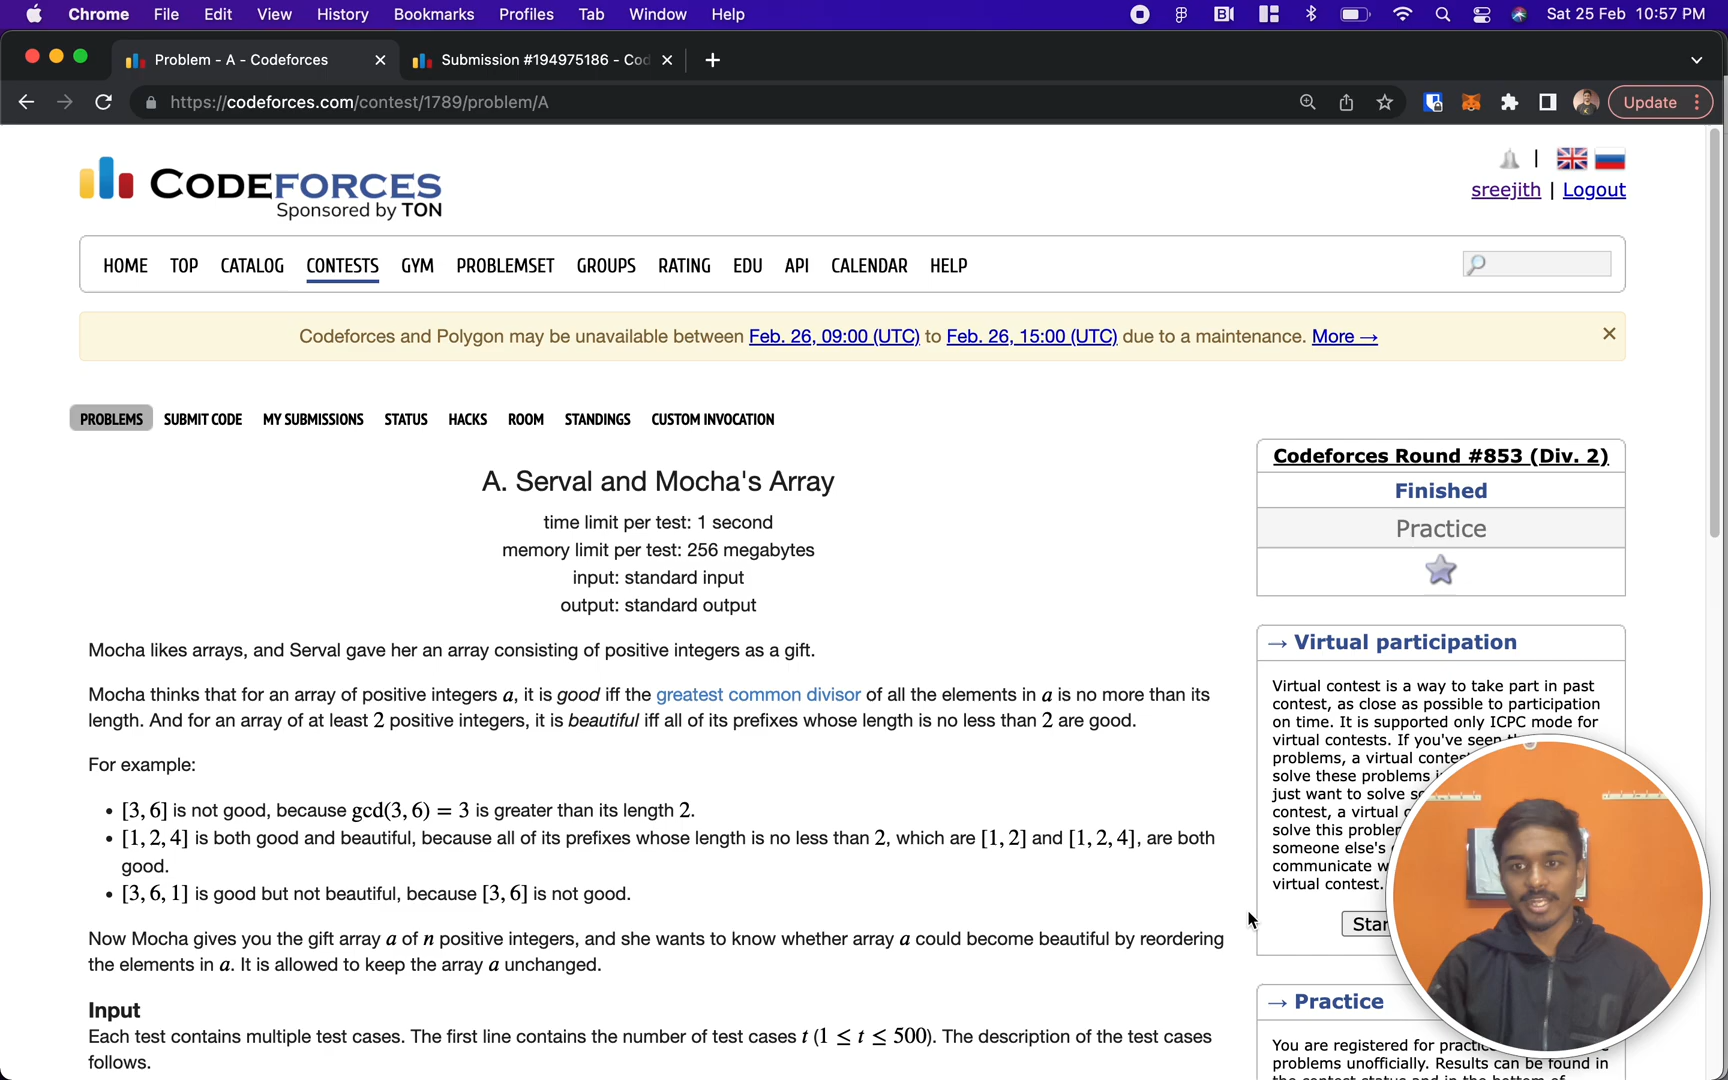 Chrome File Edit View History Bookmarks Profiles Tab Window Help Sat 25 Feb 10:57 PM
Problem - A - Codeforces Submission #194975186 - Cod
https://codeforces.com/contest/1789/problem/A Update
CODEFORCES
Sponsored by TON
sreejith | Logout
HOME TOP CATALOG CONTESTS GYM PROBLEMSET GROUPS RATING EDU API CALENDAR HELP
Codeforces and Polygon may be unavailable between Feb. 26, 09:00 (UTC) to Feb. 26, 15:00 (UTC) due to a maintenance. More →
PROBLEMS SUBMIT CODE MY SUBMISSIONS STATUS HACKS ROOM STANDINGS CUSTOM INVOCATION
A. Serval and Mocha's Array
time limit per test: 1 second
memory limit per test: 256 megabytes
input: standard input
output: standard output
Mocha likes arrays, and Serval gave her an array consisting of positive integers as a gift.
Mocha thinks that for an array of positive integers a, it is good iff the greatest common divisor of all the elements in a is no more than its
length. And for an array of at least 2 positive integers, it is beautiful iff all of its prefixes whose length is no less than 2 are good.
For example:
• [3, 6] is not good, because gcd(3, 6) = 3 is greater than its length 2.
• [1, 2, 4] is both good and beautiful, because all of its prefixes whose length is no less than 2, which are [1, 2] and [1, 2, 4], are both
good.
• [3, 6, 1] is good but not beautiful, because [3, 6] is not good.
Now Mocha gives you the gift array a of n positive integers, and she wants to know whether array a could become beautiful by reordering
the elements in a. It is allowed to keep the array a unchanged.
Input
Each test contains multiple test cases. The first line contains the number of test cases t (1 ≤ t ≤ 500). The description of the test cases
follows.
Codeforces Round #853 (Div. 2)
Finished
Practice
→ Virtual participation
Virtual contest is a way to take part in past
contest, as close as possible to participation
on time. It is supported only ICPC mode for
virtual contests. If you've seen
problems, a virtual
solve these problems
just want to solve
contest, a virtual
solve this
someone else's
communicate
virtual contest.
Star
→ Practice
You are registered for
problems unofficially. Results can be found in